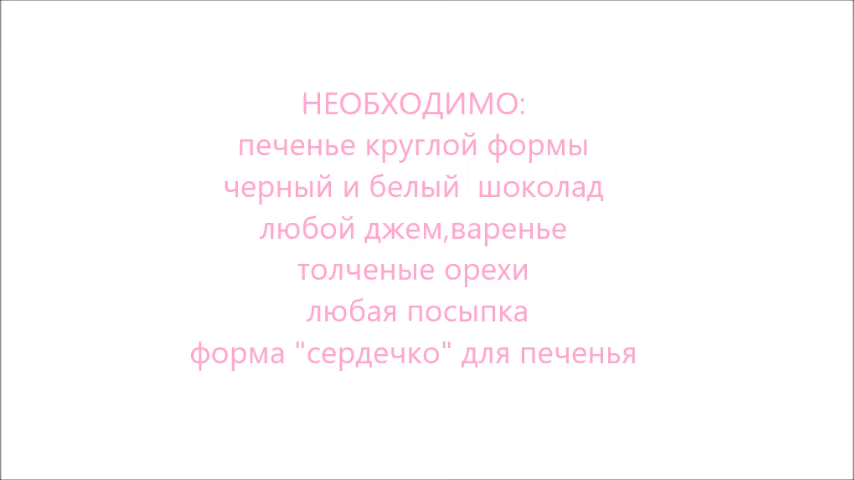 НЕОБХОДИМО:
печенье круглой формы
черный и белый  шоколад
любой джем,варенье
толченые орехи
любая посыпка
форма "сердечко" для печенья